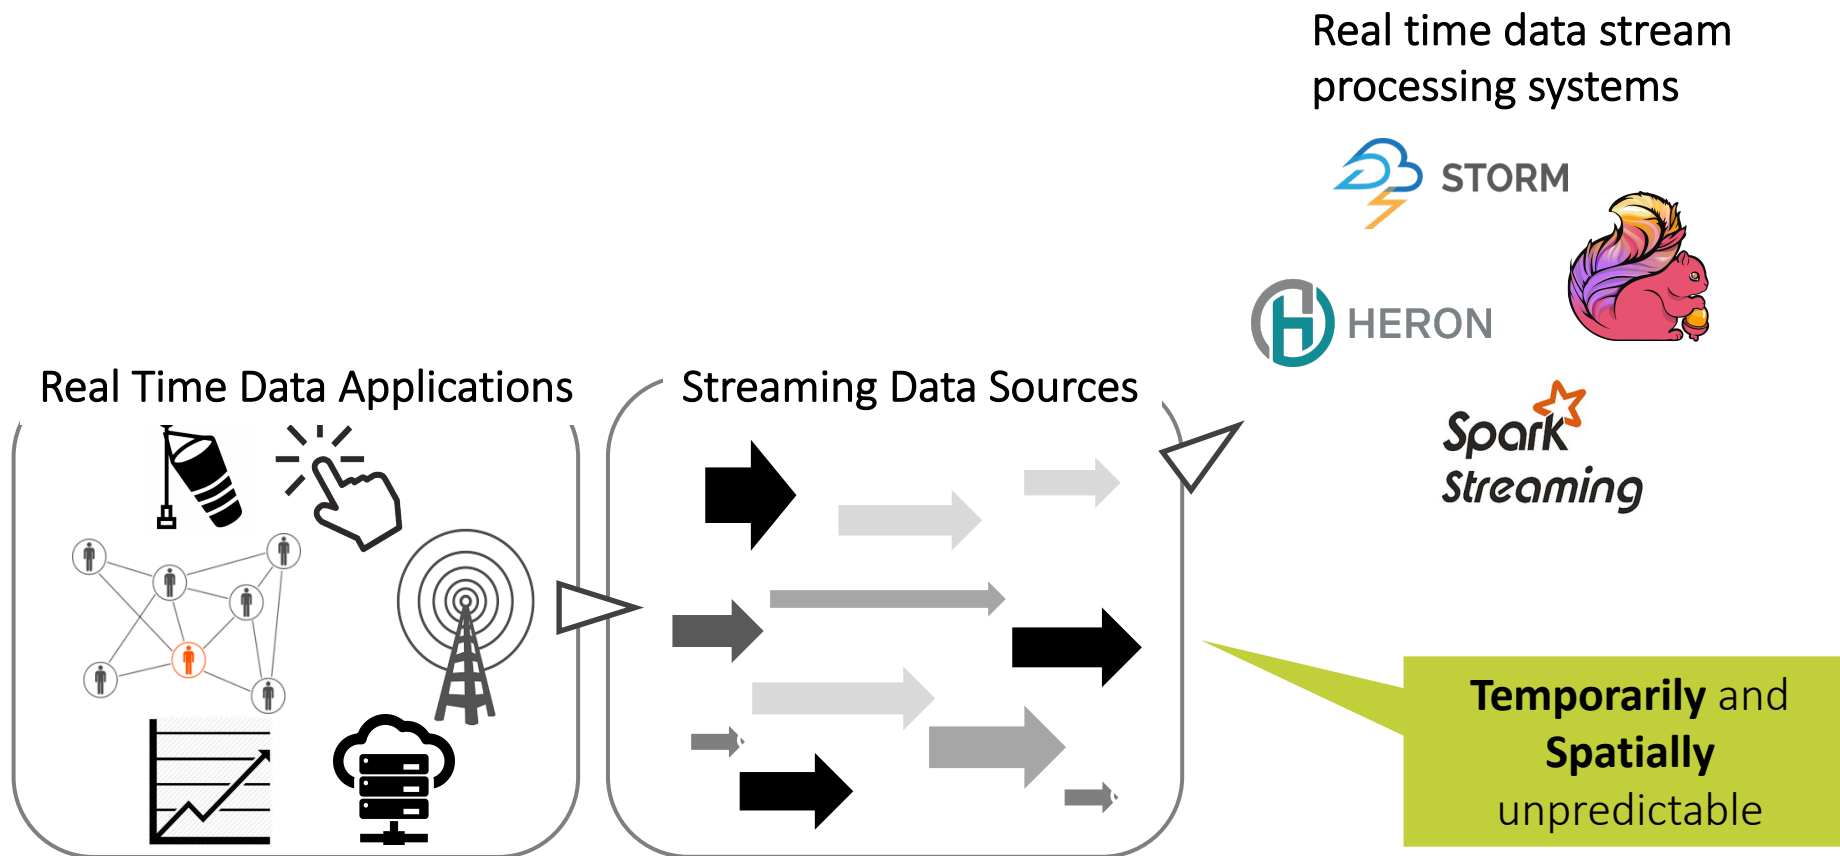 Real time data stream
processing systems
STORM
HERON
Real Time Data Applications
Streaming Data Sources
Spark
Streaming
Temporarily and
Spatially
unpredictable